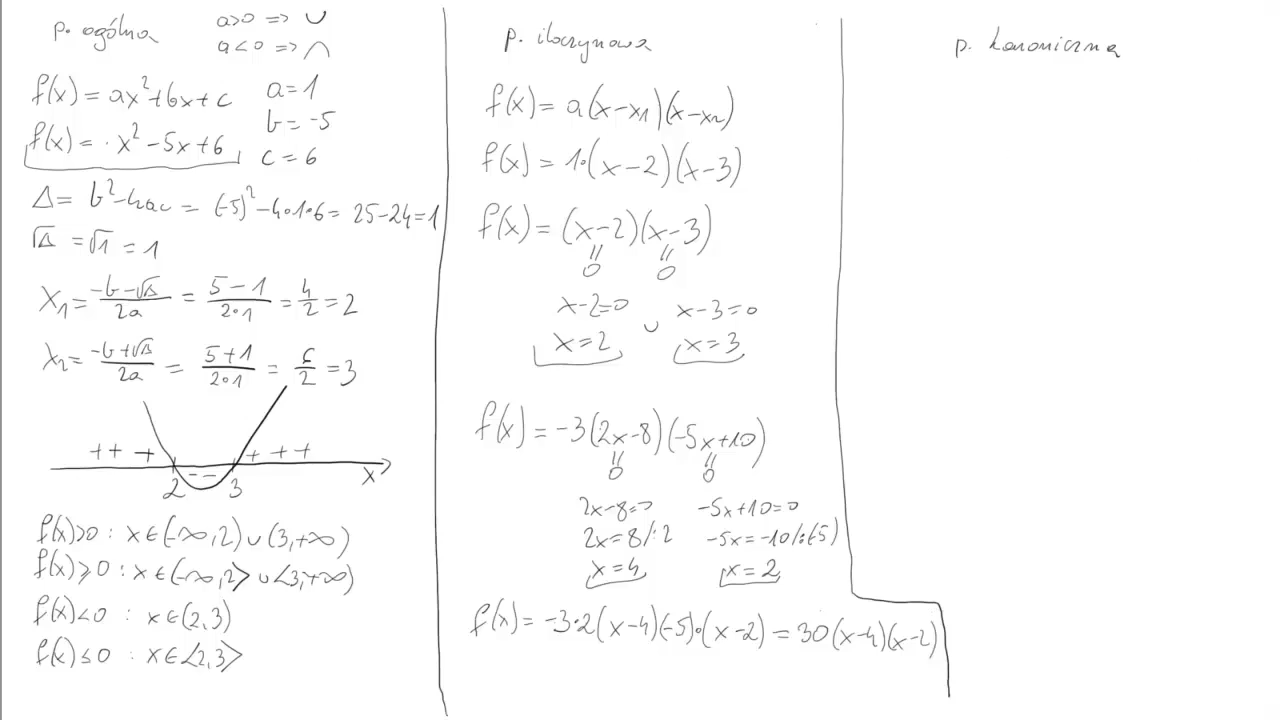 p. ogólna
a>0 => ∪
a<0 => ∩
f(x) = ax²+bx+c
a=1
f(x) = x² - 5x+6
b=-5
c=6
Δ = b²-4ac = (-5)² - 4•1•6 = 25-24=1
√Δ = √1 = 1
x₁ = (-b-√Δ)/2a = (5-1)/(2•1) = 4/2 = 2
x₂ = (-b+√Δ)/2a = (5+1)/(2•1) = 6/2 = 3
++ + + + +
2 -- 3 x
f(x)>0 : x∈(-∞,2)∪(3,+∞)
f(x)≥0 : x∈(-∞,2>∪<3,+∞)
f(x)<0 : x∈(2,3)
f(x)≤0 : x∈<2,3>
p. iloczynowa
f(x) = a(x-x₁)(x-x₂)
f(x) = 1•(x-2)(x-3)
f(x) = (x-2)(x-3)
= =
0 0
x-2=0 ∪ x-3=0
x=2 x=3
f(x) = -3(2x-8)(-5x+10)
= =
0 0
2x-8=0 -5x+10=0
2x=8/:2 -5x=-10/:(-5)
x=4 x=2
f(x) = -3•2(x-4)(-5)•(x-2) = 30(x-4)(x-2)
p. kanoniczna